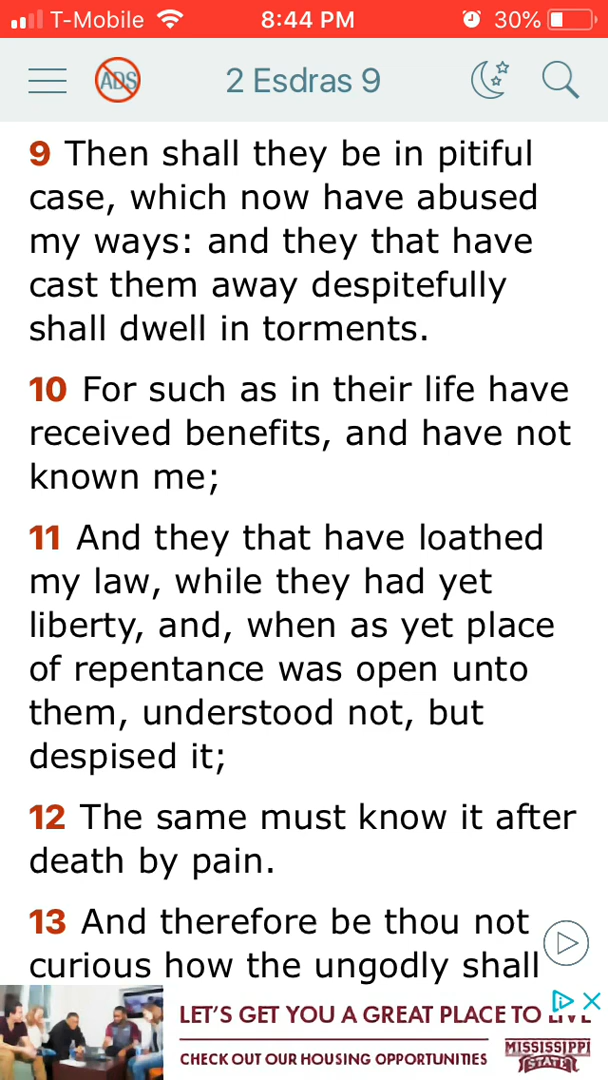 T-Mobile 8:44 PM 30%
ADS 2 Esdras 9
9 Then shall they be in pitiful
case, which now have abused
my ways: and they that have
cast them away despitefully
shall dwell in torments.
10 For such as in their life have
received benefits, and have not
known me;
11 And they that have loathed
my law, while they had yet
liberty, and, when as yet place
of repentance was open unto
them, understood not, but
despised it;
12 The same must know it after
death by pain.
13 And therefore be thou not
curious how the ungodly shall
LET'S GET YOU A GREAT PLACE TO LIVE
CHECK OUT OUR HOUSING OPPORTUNITIES
MISSISSIPPI
STATE